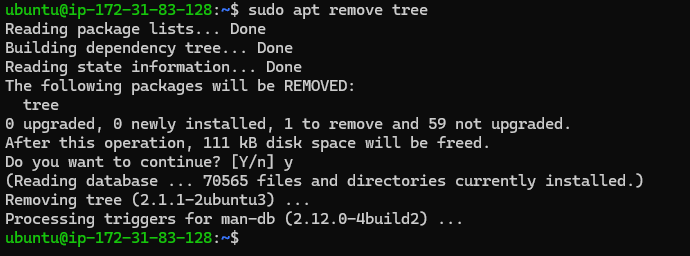 ubuntu@ip-172-31-83-128:~$ sudo apt remove tree
Reading package lists... Done
Building dependency tree... Done
Reading state information... Done
The following packages will be REMOVED:
  tree
0 upgraded, 0 newly installed, 1 to remove and 59 not upgraded.
After this operation, 111 kB disk space will be freed.
Do you want to continue? [Y/n] y
(Reading database ... 70565 files and directories currently installed.)
Removing tree (2.1.1-2ubuntu3) ...
Processing triggers for man-db (2.12.0-4build2) ...
ubuntu@ip-172-31-83-128:~$